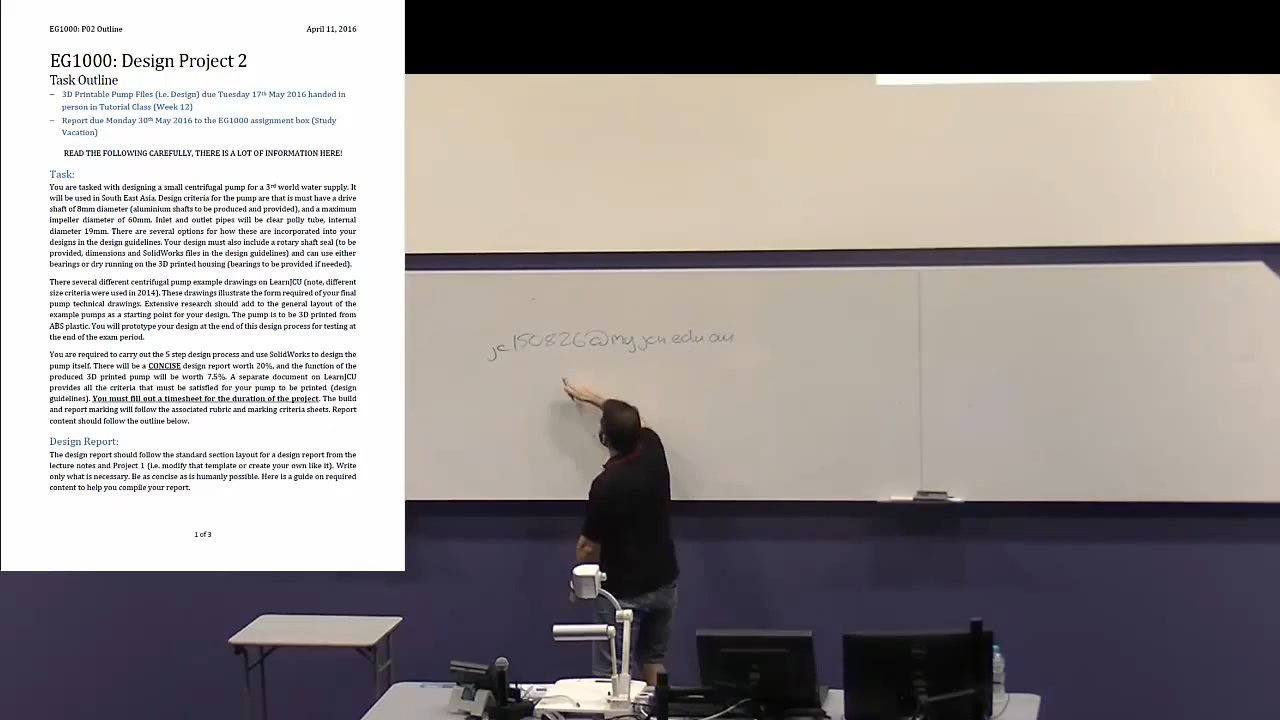 EG1000: P02 Outline April 11, 2016
EG1000: Design Project 2
Task Outline
– 3D Printable Pump Files (i.e. Design) due Tuesday 17th May 2016 handed in
person in Tutorial Class (Week 12)
– Report due Monday 30th May 2016 to the EG1000 assignment box (Study
Vacation)
READ THE FOLLOWING CAREFULLY, THERE IS A LOT OF INFORMATION HERE!
Task:
You are tasked with designing a small centrifugal pump for a 3rd world water supply. It
will be used in South East Asia. Design criteria for the pump are that is must have a drive
shaft of 8mm diameter (aluminium shafts to be produced and provided), and a maximum
impeller diameter of 60mm. Inlet and outlet pipes will be clear polly tube, internal
diameter 19mm. There are several options for how these are incorporated into your
designs in the design guidelines. Your design must also include a rotary shaft seal (to be
provided, dimensions and SolidWorks files in the design guidelines) and can use either
bearings or dry running on the 3D printed housing (bearings to be provided if needed).
There several different centrifugal pump example drawings on LearnJCU (note, different
size criteria were used in 2014). These drawings illustrate the form required of your final
pump technical drawings. Extensive research should add to the general layout of the
example pumps as a starting point for your design. The pump is to be 3D printed from
ABS plastic. You will prototype your design at the end of this design process for testing at
the end of the exam period.
You are required to carry out the 5 step design process and use SolidWorks to design the
pump itself. There will be a CONCISE design report worth 20%, and the function of the
produced 3D printed pump will be worth 7.5%. A separate document on LearnJCU
provides all the criteria that must be satisfied for your pump to be printed (design
guidelines). You must fill out a timesheet for the duration of the project. The build
and report marking will follow the associated rubric and marking criteria sheets. Report
content should follow the outline below.
Design Report:
The design report should follow the standard section layout for a design report from the
lecture notes and Project 1 (i.e. modify that template or create your own like it). Write
only what is necessary. Be as concise as is humanly possible. Here is a guide on required
content to help you compile your report.
1 of 3
jc150826@my.jcu.edu.au